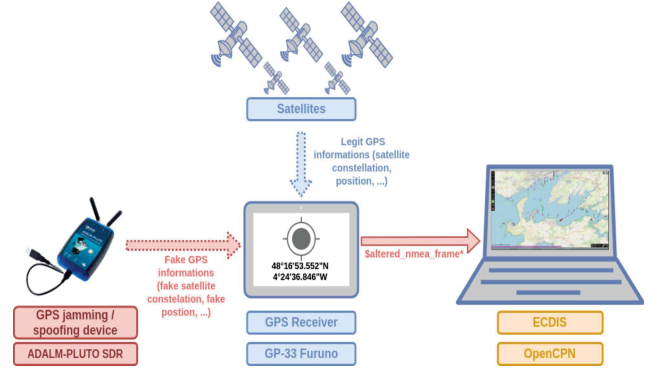 Satellites
Legit GPS
informations (satellite
constellation,
position, ...)
48°16'53.552"N
4°24'36.846"W
$altered_nmea_frame*
Fake GPS
informations
(fake satellite
constelation, fake
postion, ...)
GPS jamming /
spoofing device
ADALM-PLUTO SDR
GPS Receiver
GP-33 Furuno
ECDIS
OpenCPN